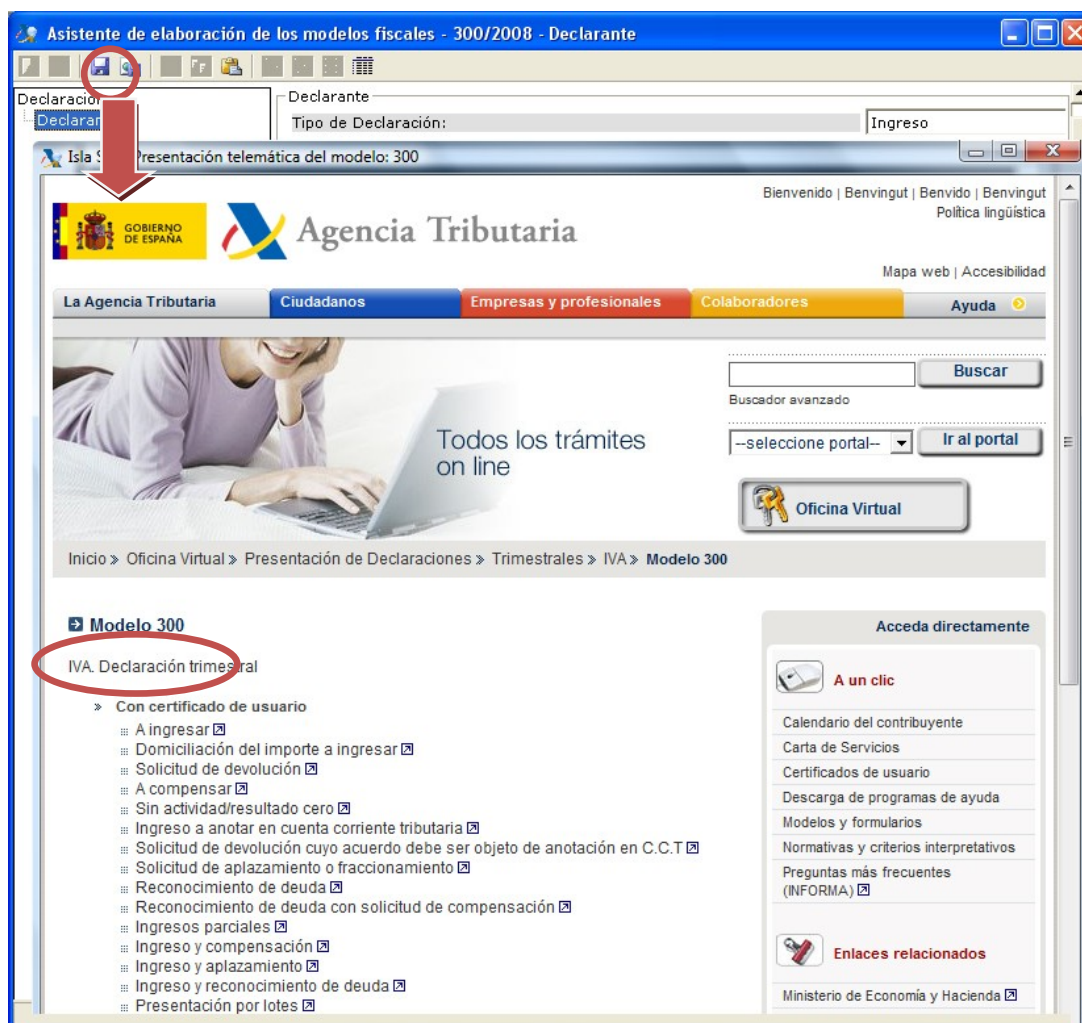 Asistente de elaboración de los modelos fiscales - 300/2008 - Declarante
Declarante
Tipo de Declaración:
Ingreso
Presentación telemática del modelo: 300
Bienvenido | Benvingut | Benvido | Benvingut
Política lingüística
GOBIERNO
DE ESPAÑA
Agencia Tributaria
Mapa web | Accesibilidad
La Agencia Tributaria
Ciudadanos
Empresas y profesionales
Colaboradores
Ayuda
Buscar
Buscador avanzado
Todos los trámites
on line
--seleccione portal--
Ir al portal
Oficina Virtual
Inicio » Oficina Virtual » Presentación de Declaraciones » Trimestrales » IVA » Modelo 300
Modelo 300
IVA. Declaración trimestral
» Con certificado de usuario
A ingresar
Domiciliación del importe a ingresar
Solicitud de devolución
A compensar
Sin actividad/resultado cero
Ingreso a anotar en cuenta corriente tributaria
Solicitud de devolución cuyo acuerdo debe ser objeto de anotación en C.C.T
Solicitud de aplazamiento o fraccionamiento
Reconocimiento de deuda
Reconocimiento de deuda con solicitud de compensación
Ingresos parciales
Ingreso y compensación
Ingreso y aplazamiento
Ingreso y reconocimiento de deuda
Presentación por lotes
Acceda directamente
A un clic
Calendario del contribuyente
Carta de Servicios
Certificados de usuario
Descarga de programas de ayuda
Modelos y formularios
Normativas y criterios interpretativos
Preguntas más frecuentes
(INFORMA)
Enlaces relacionados
Ministerio de Economía y Hacienda